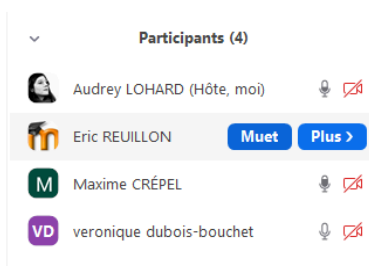 Participants (4)
Audrey LOHARD (Hôte, moi)
m
Eric REUILLON Muet Plus >
M Maxime CRÉPEL
VD veronique dubois-bouchet